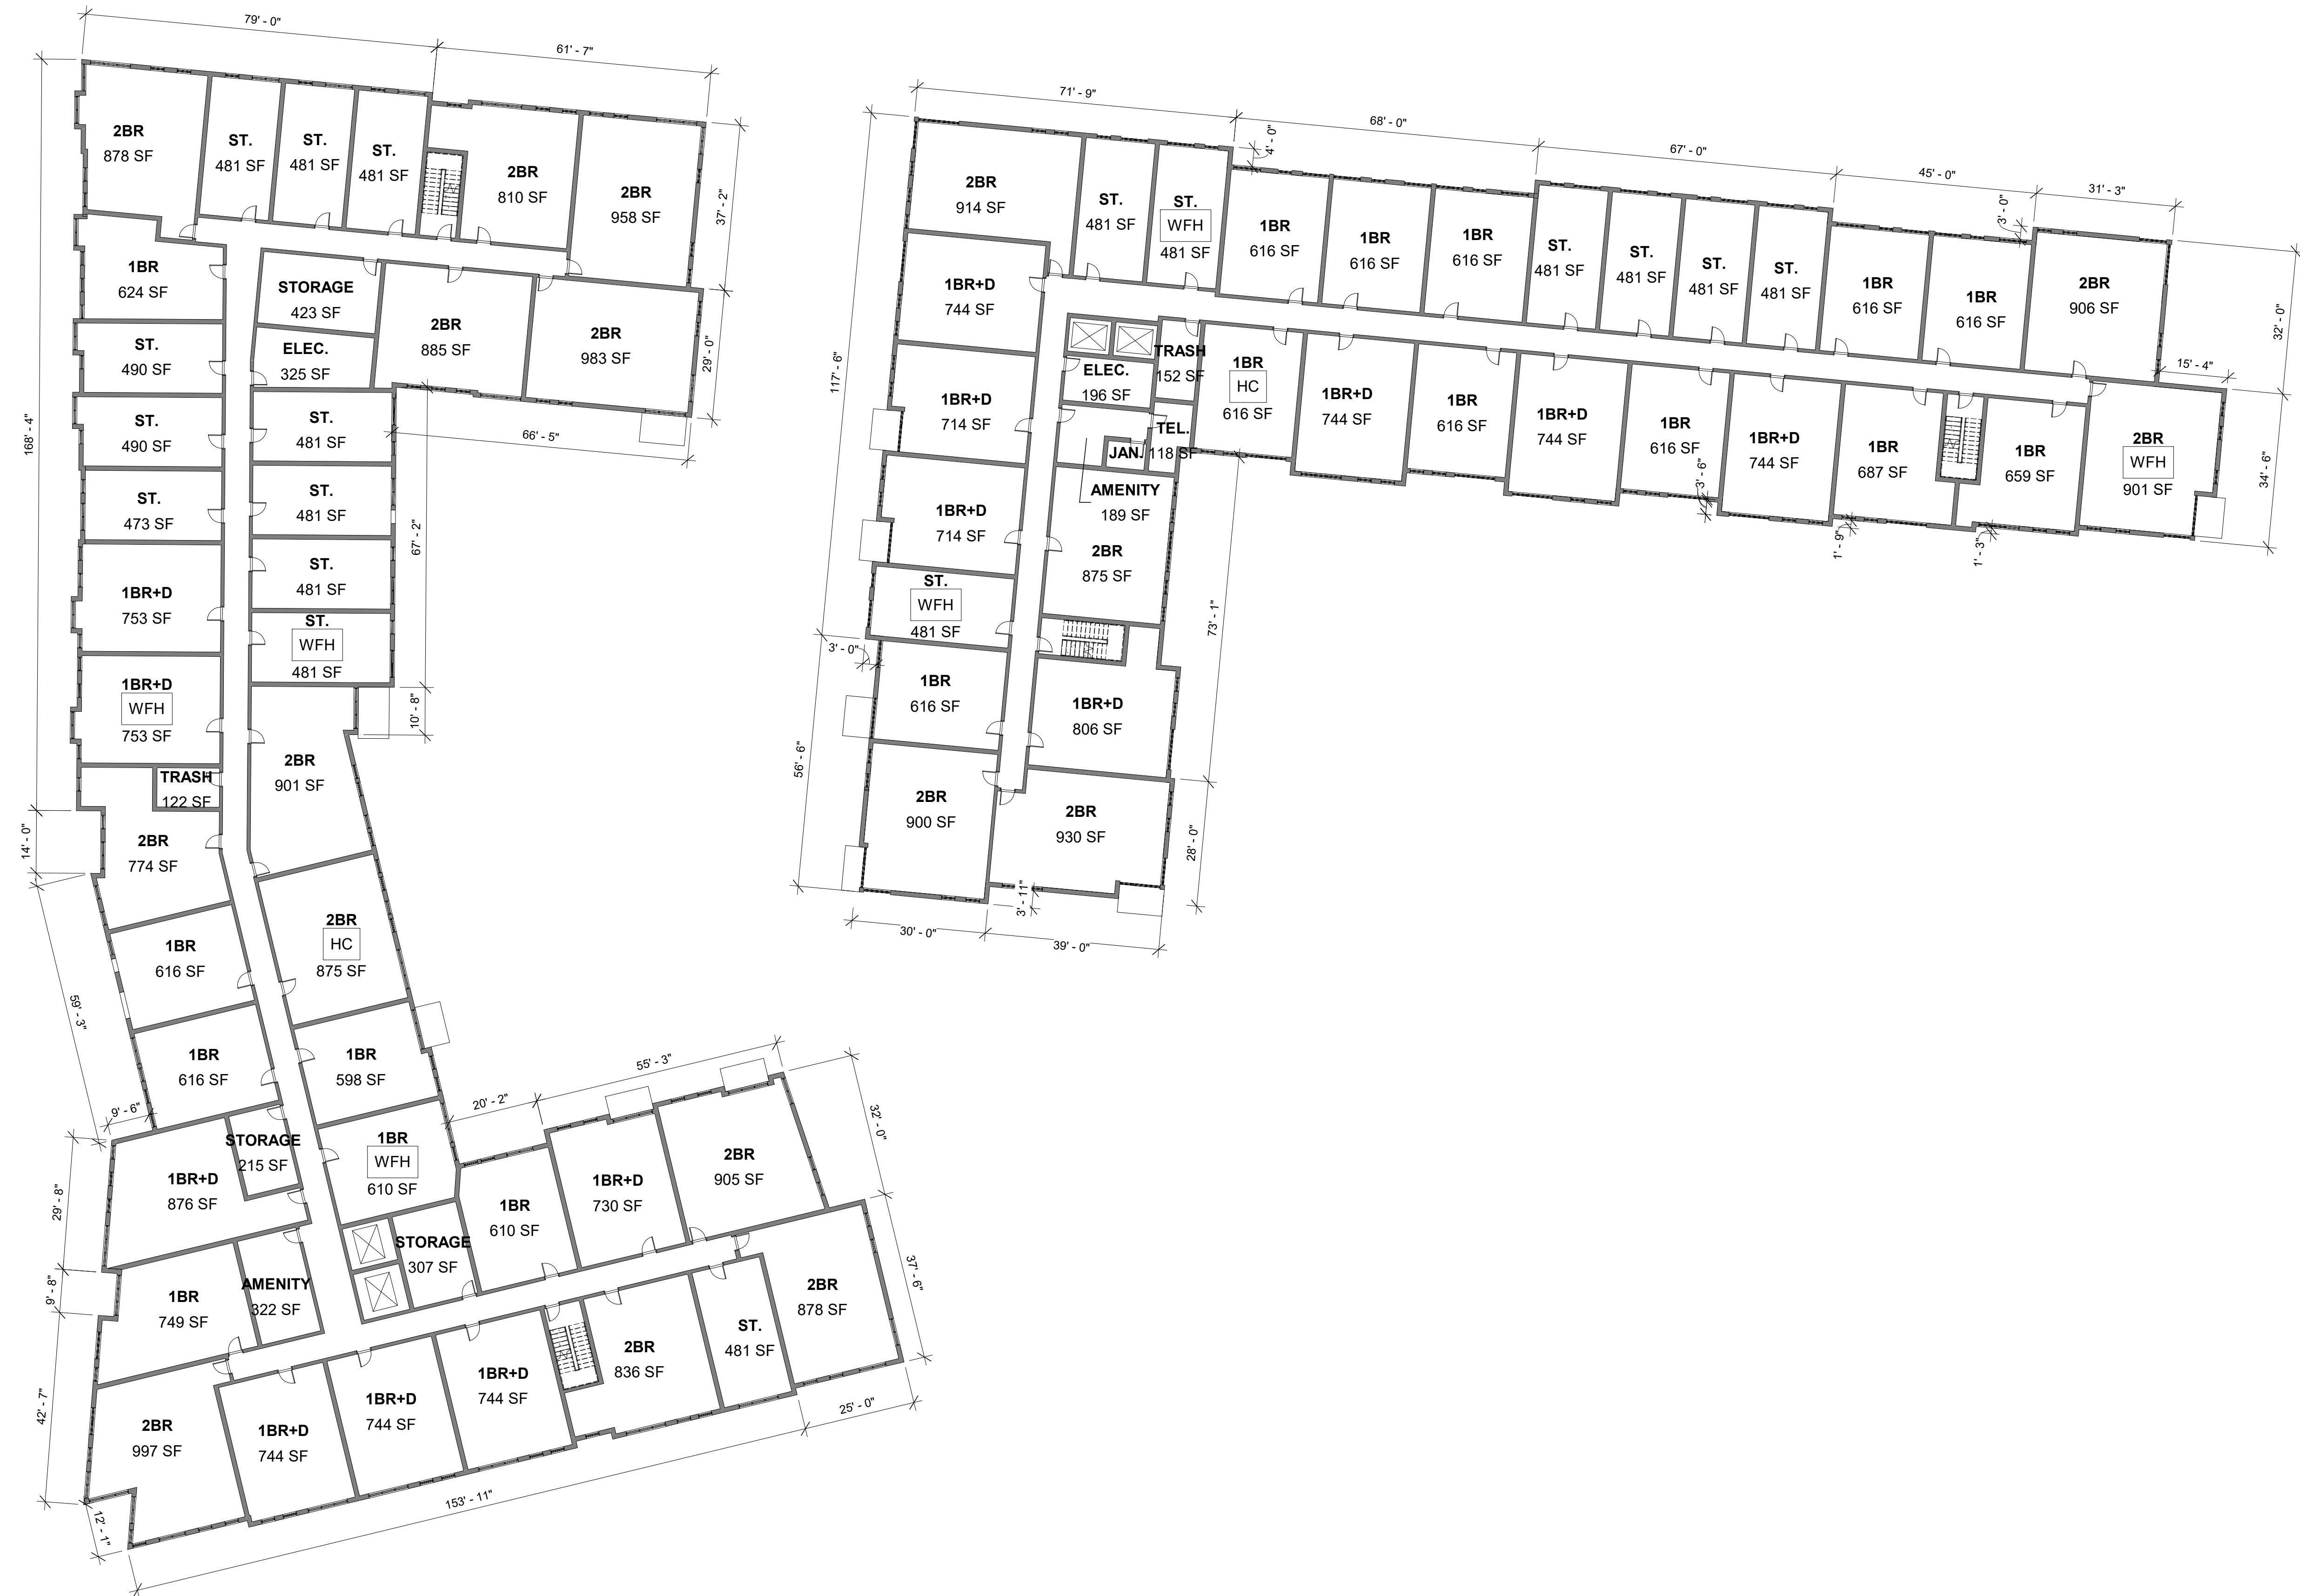 79' - 0"
61' - 7"
168' - 4"
37' - 2"
29' - 0"
66' - 5"
67' - 2"
10' - 8"
14' - 0"
59' - 3"
9' - 6"
29' - 8"
9' - 8"
42' - 7"
12' - 1"
153' - 11"
25' - 0"
37' - 6"
32' - 0"
55' - 3"
20' - 2"
2BR
878 SF
ST.
481 SF
ST.
481 SF
ST.
481 SF
2BR
810 SF
2BR
958 SF
1BR
624 SF
STORAGE
423 SF
ELEC.
325 SF
2BR
885 SF
2BR
983 SF
ST.
490 SF
ST.
490 SF
ST.
473 SF
ST.
481 SF
ST.
481 SF
ST.
481 SF
ST.
WFH
481 SF
1BR+D
753 SF
1BR+D
WFH
753 SF
TRASH
122 SF
2BR
901 SF
2BR
774 SF
2BR
HC
875 SF
1BR
616 SF
1BR
616 SF
1BR
598 SF
1BR
WFH
610 SF
STORAGE
215 SF
1BR+D
876 SF
1BR
749 SF
AMENITY
322 SF
STORAGE
307 SF
1BR
610 SF
1BR+D
730 SF
2BR
905 SF
2BR
878 SF
ST.
481 SF
2BR
836 SF
1BR+D
744 SF
1BR+D
744 SF
1BR+D
744 SF
2BR
997 SF
71' - 9"
68' - 0"
4' - 0"
67' - 0"
45' - 0"
3' - 0"
31' - 3"
32' - 0"
15' - 4"
34' - 6"
117' - 6"
3' - 0"
56' - 6"
73' - 1"
28' - 0"
3' - 11"
30' - 0"
39' - 0"
3' - 6"
1' - 9"
1' - 3"
2BR
914 SF
ST.
481 SF
ST.
WFH
481 SF
1BR
616 SF
1BR
616 SF
1BR
616 SF
ST.
481 SF
ST.
481 SF
ST.
481 SF
ST.
481 SF
1BR
616 SF
1BR
616 SF
2BR
906 SF
1BR+D
744 SF
1BR+D
714 SF
1BR+D
714 SF
ST.
WFH
481 SF
1BR
616 SF
2BR
900 SF
TRASH
152 SF
ELEC.
196 SF
TEL.
118 SF
JAN.
AMENITY
189 SF
2BR
875 SF
1BR+D
806 SF
2BR
930 SF
1BR
HC
616 SF
1BR+D
744 SF
1BR
616 SF
1BR+D
744 SF
1BR
616 SF
1BR+D
744 SF
1BR
687 SF
1BR
659 SF
2BR
WFH
901 SF